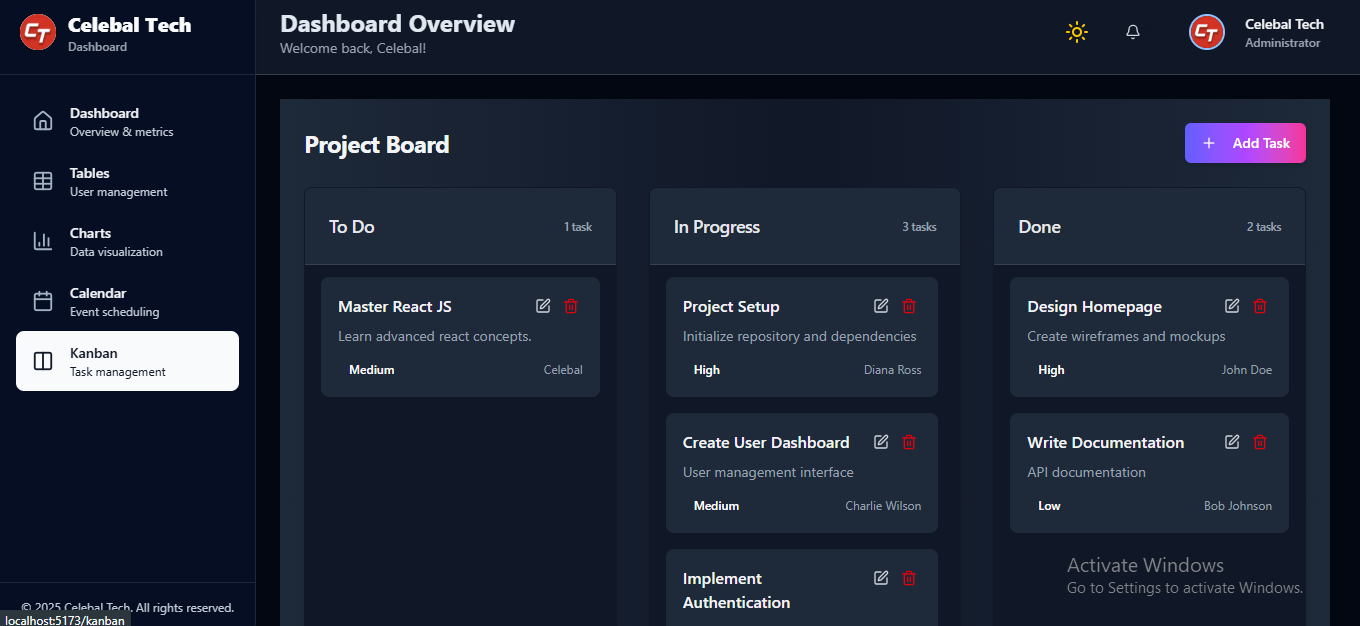 CT
Celebal Tech
Dashboard
Dashboard Overview
Welcome back, Celebal!
CT
Celebal Tech
Administrator
Dashboard
Overview & metrics
Tables
User management
Charts
Data visualization
Calendar
Event scheduling
Kanban
Task management
© 2025 Celebal Tech. All rights reserved.
localhost:5173/kanban
Project Board
+ Add Task
To Do
1 task
Master React JS
Learn advanced react concepts.
Medium
Celebal
In Progress
3 tasks
Project Setup
Initialize repository and dependencies
High
Diana Ross
Create User Dashboard
User management interface
Medium
Charlie Wilson
Implement
Authentication
Done
2 tasks
Design Homepage
Create wireframes and mockups
High
John Doe
Write Documentation
API documentation
Low
Bob Johnson
Activate Windows
Go to Settings to activate Windows.